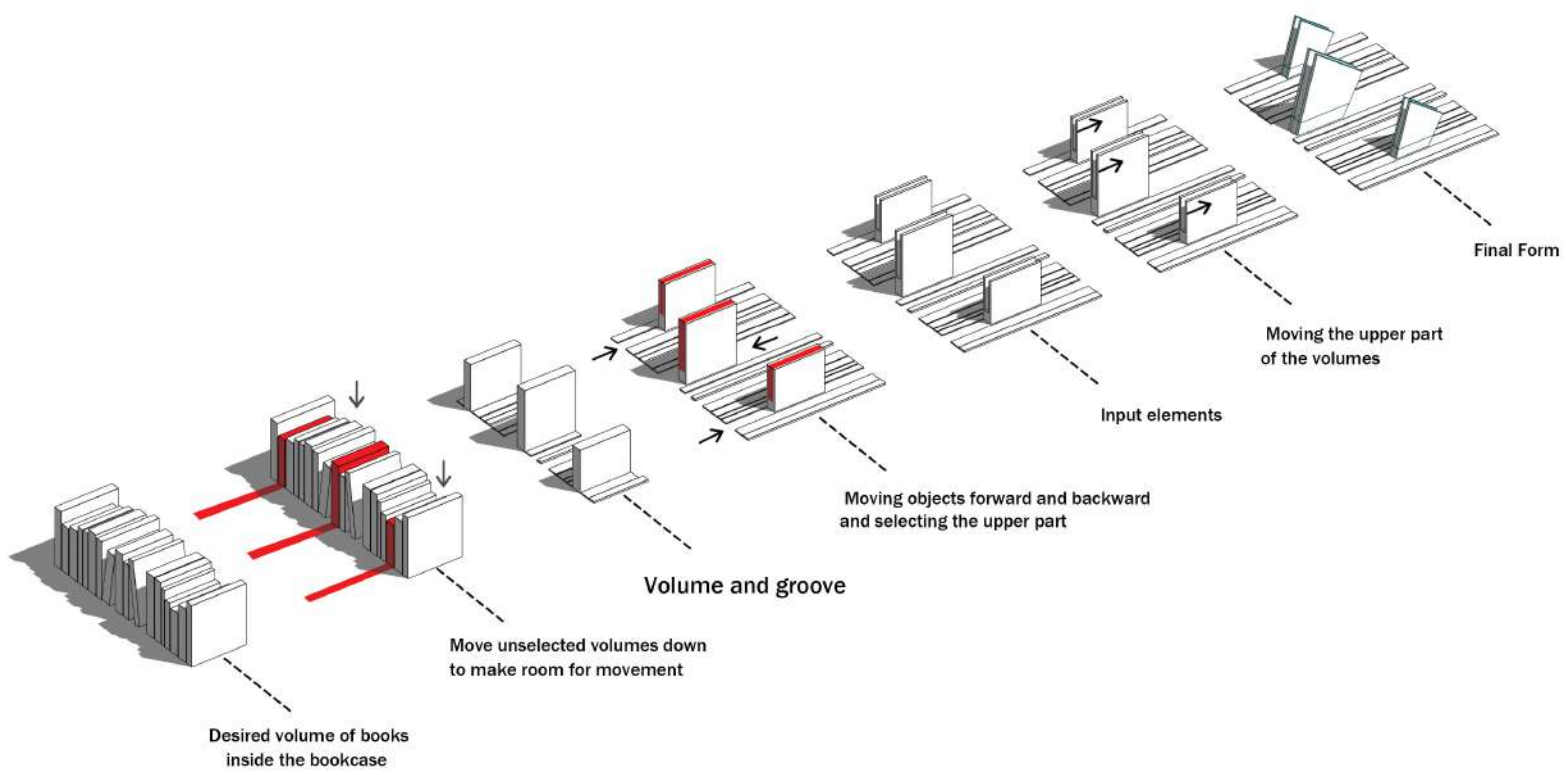 Desired volume of books
inside the bookcase
Move unselected volumes down
to make room for movement
Volume and groove
Moving objects forward and backward
and selecting the upper part
Input elements
Moving the upper part
of the volumes
Final Form